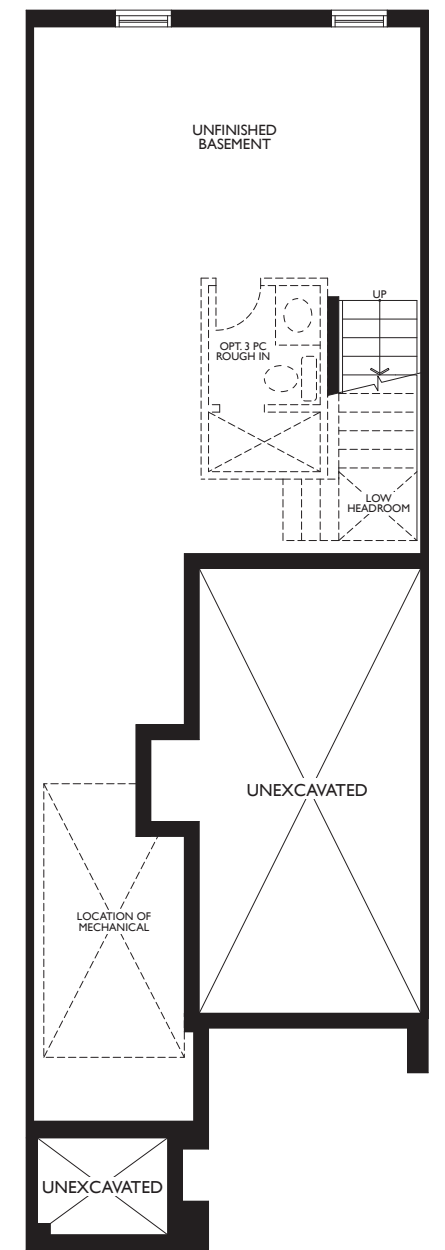 UNFINISHED
BASEMENT
UP
OPT. 3 PC
ROUGH IN
LOW
HEADROOM
UNEXCAVATED
LOCATION OF
MECHANICAL
UNEXCAVATED